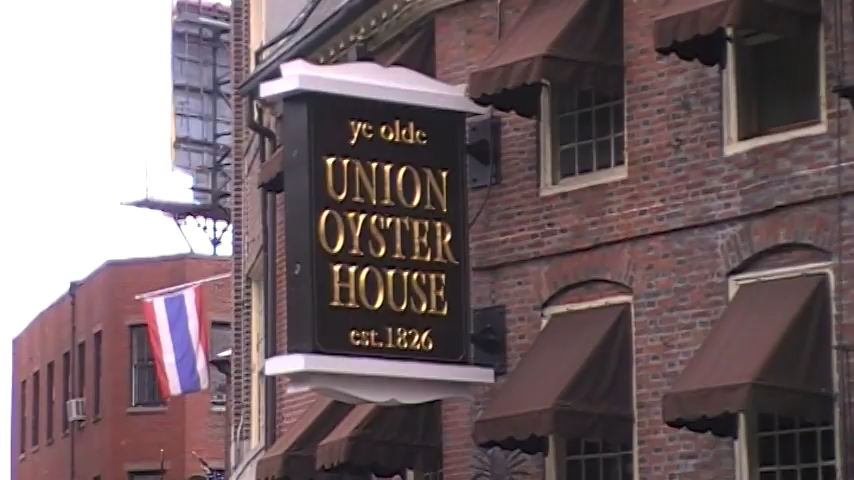 ye olde
UNION
OYSTER
HOUSE
est.1826